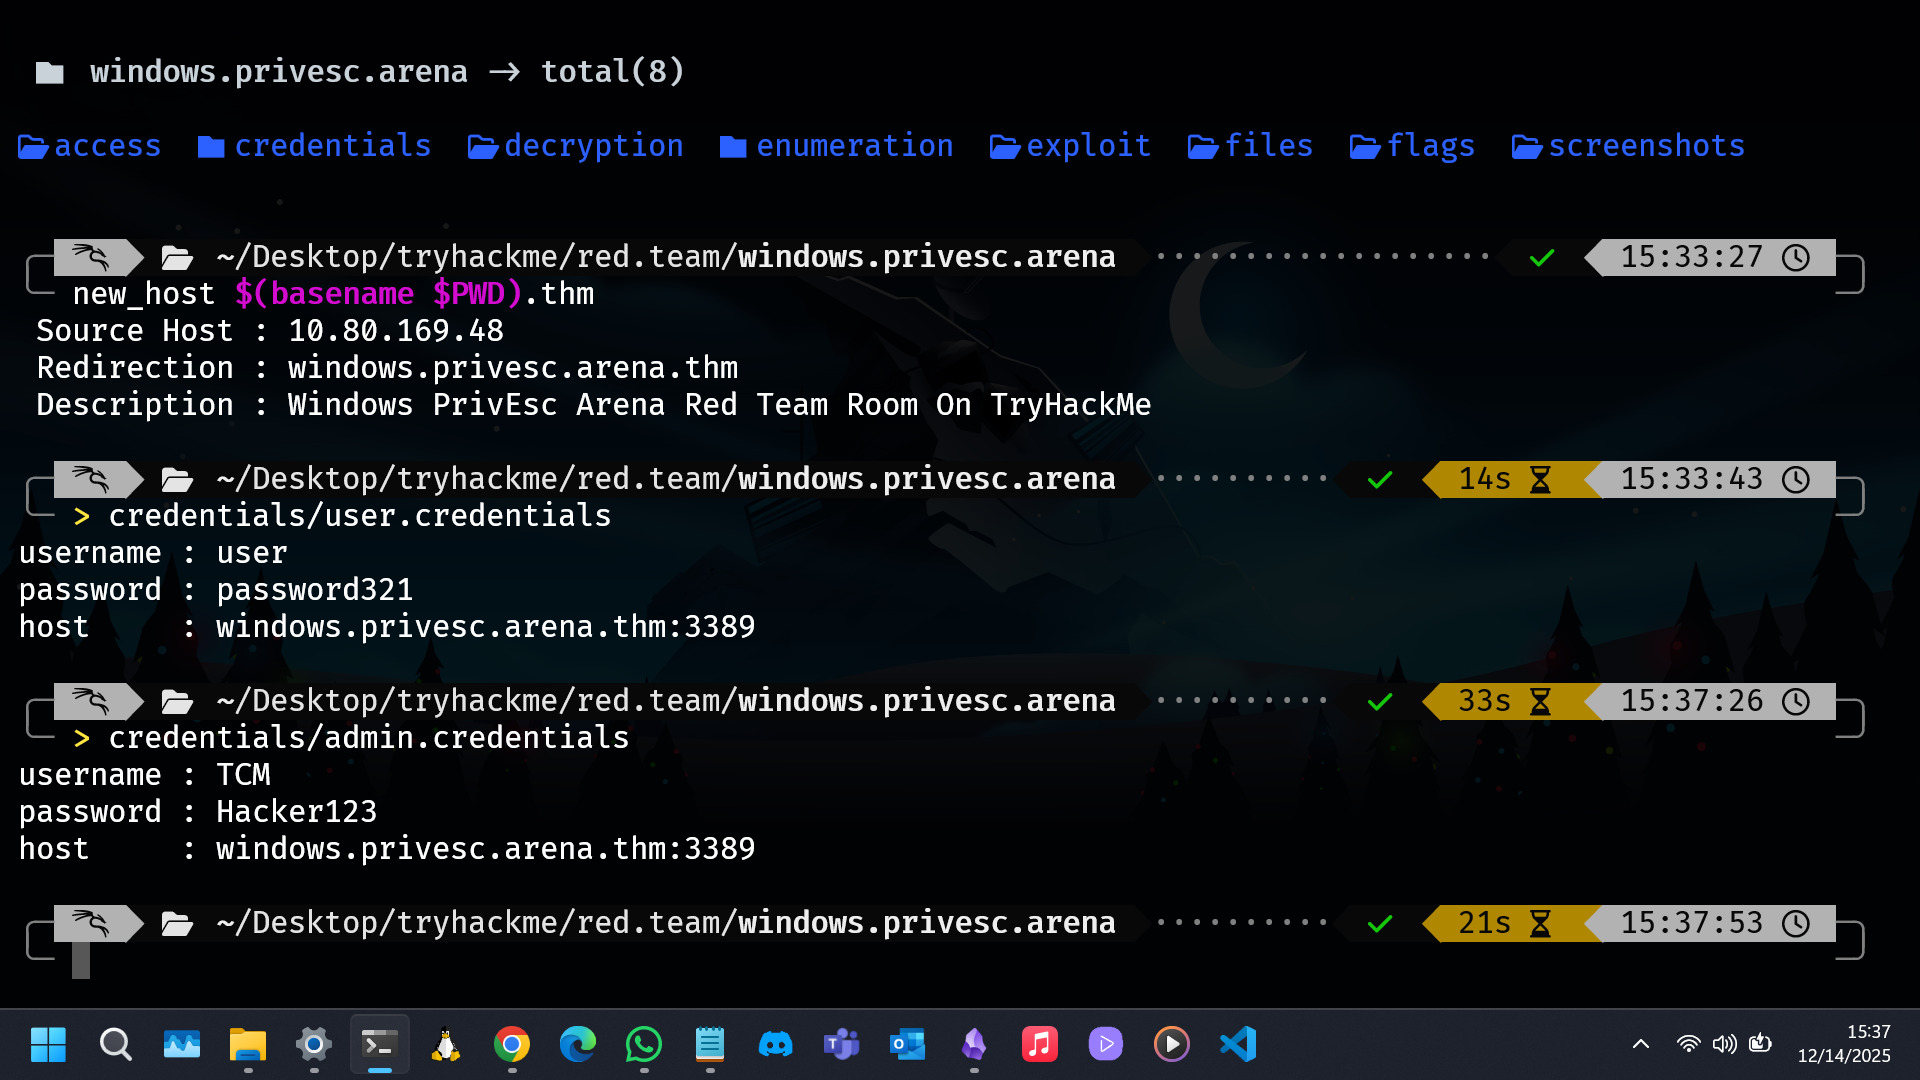 windows.privesc.arena → total(8)
access credentials decryption enumeration exploit files flags screenshots
~/Desktop/tryhackme/red.team/windows.privesc.arena 15:33:27
new_host $(basename $PWD).thm
Source Host : 10.80.169.48
Redirection : windows.privesc.arena.thm
Description : Windows PrivEsc Arena Red Team Room On TryHackMe
~/Desktop/tryhackme/red.team/windows.privesc.arena 14s 15:33:43
> credentials/user.credentials
username : user
password : password321
host     : windows.privesc.arena.thm:3389
~/Desktop/tryhackme/red.team/windows.privesc.arena 33s 15:37:26
> credentials/admin.credentials
username : TCM
password : Hacker123
host     : windows.privesc.arena.thm:3389
~/Desktop/tryhackme/red.team/windows.privesc.arena 21s 15:37:53
15:37
12/14/2025